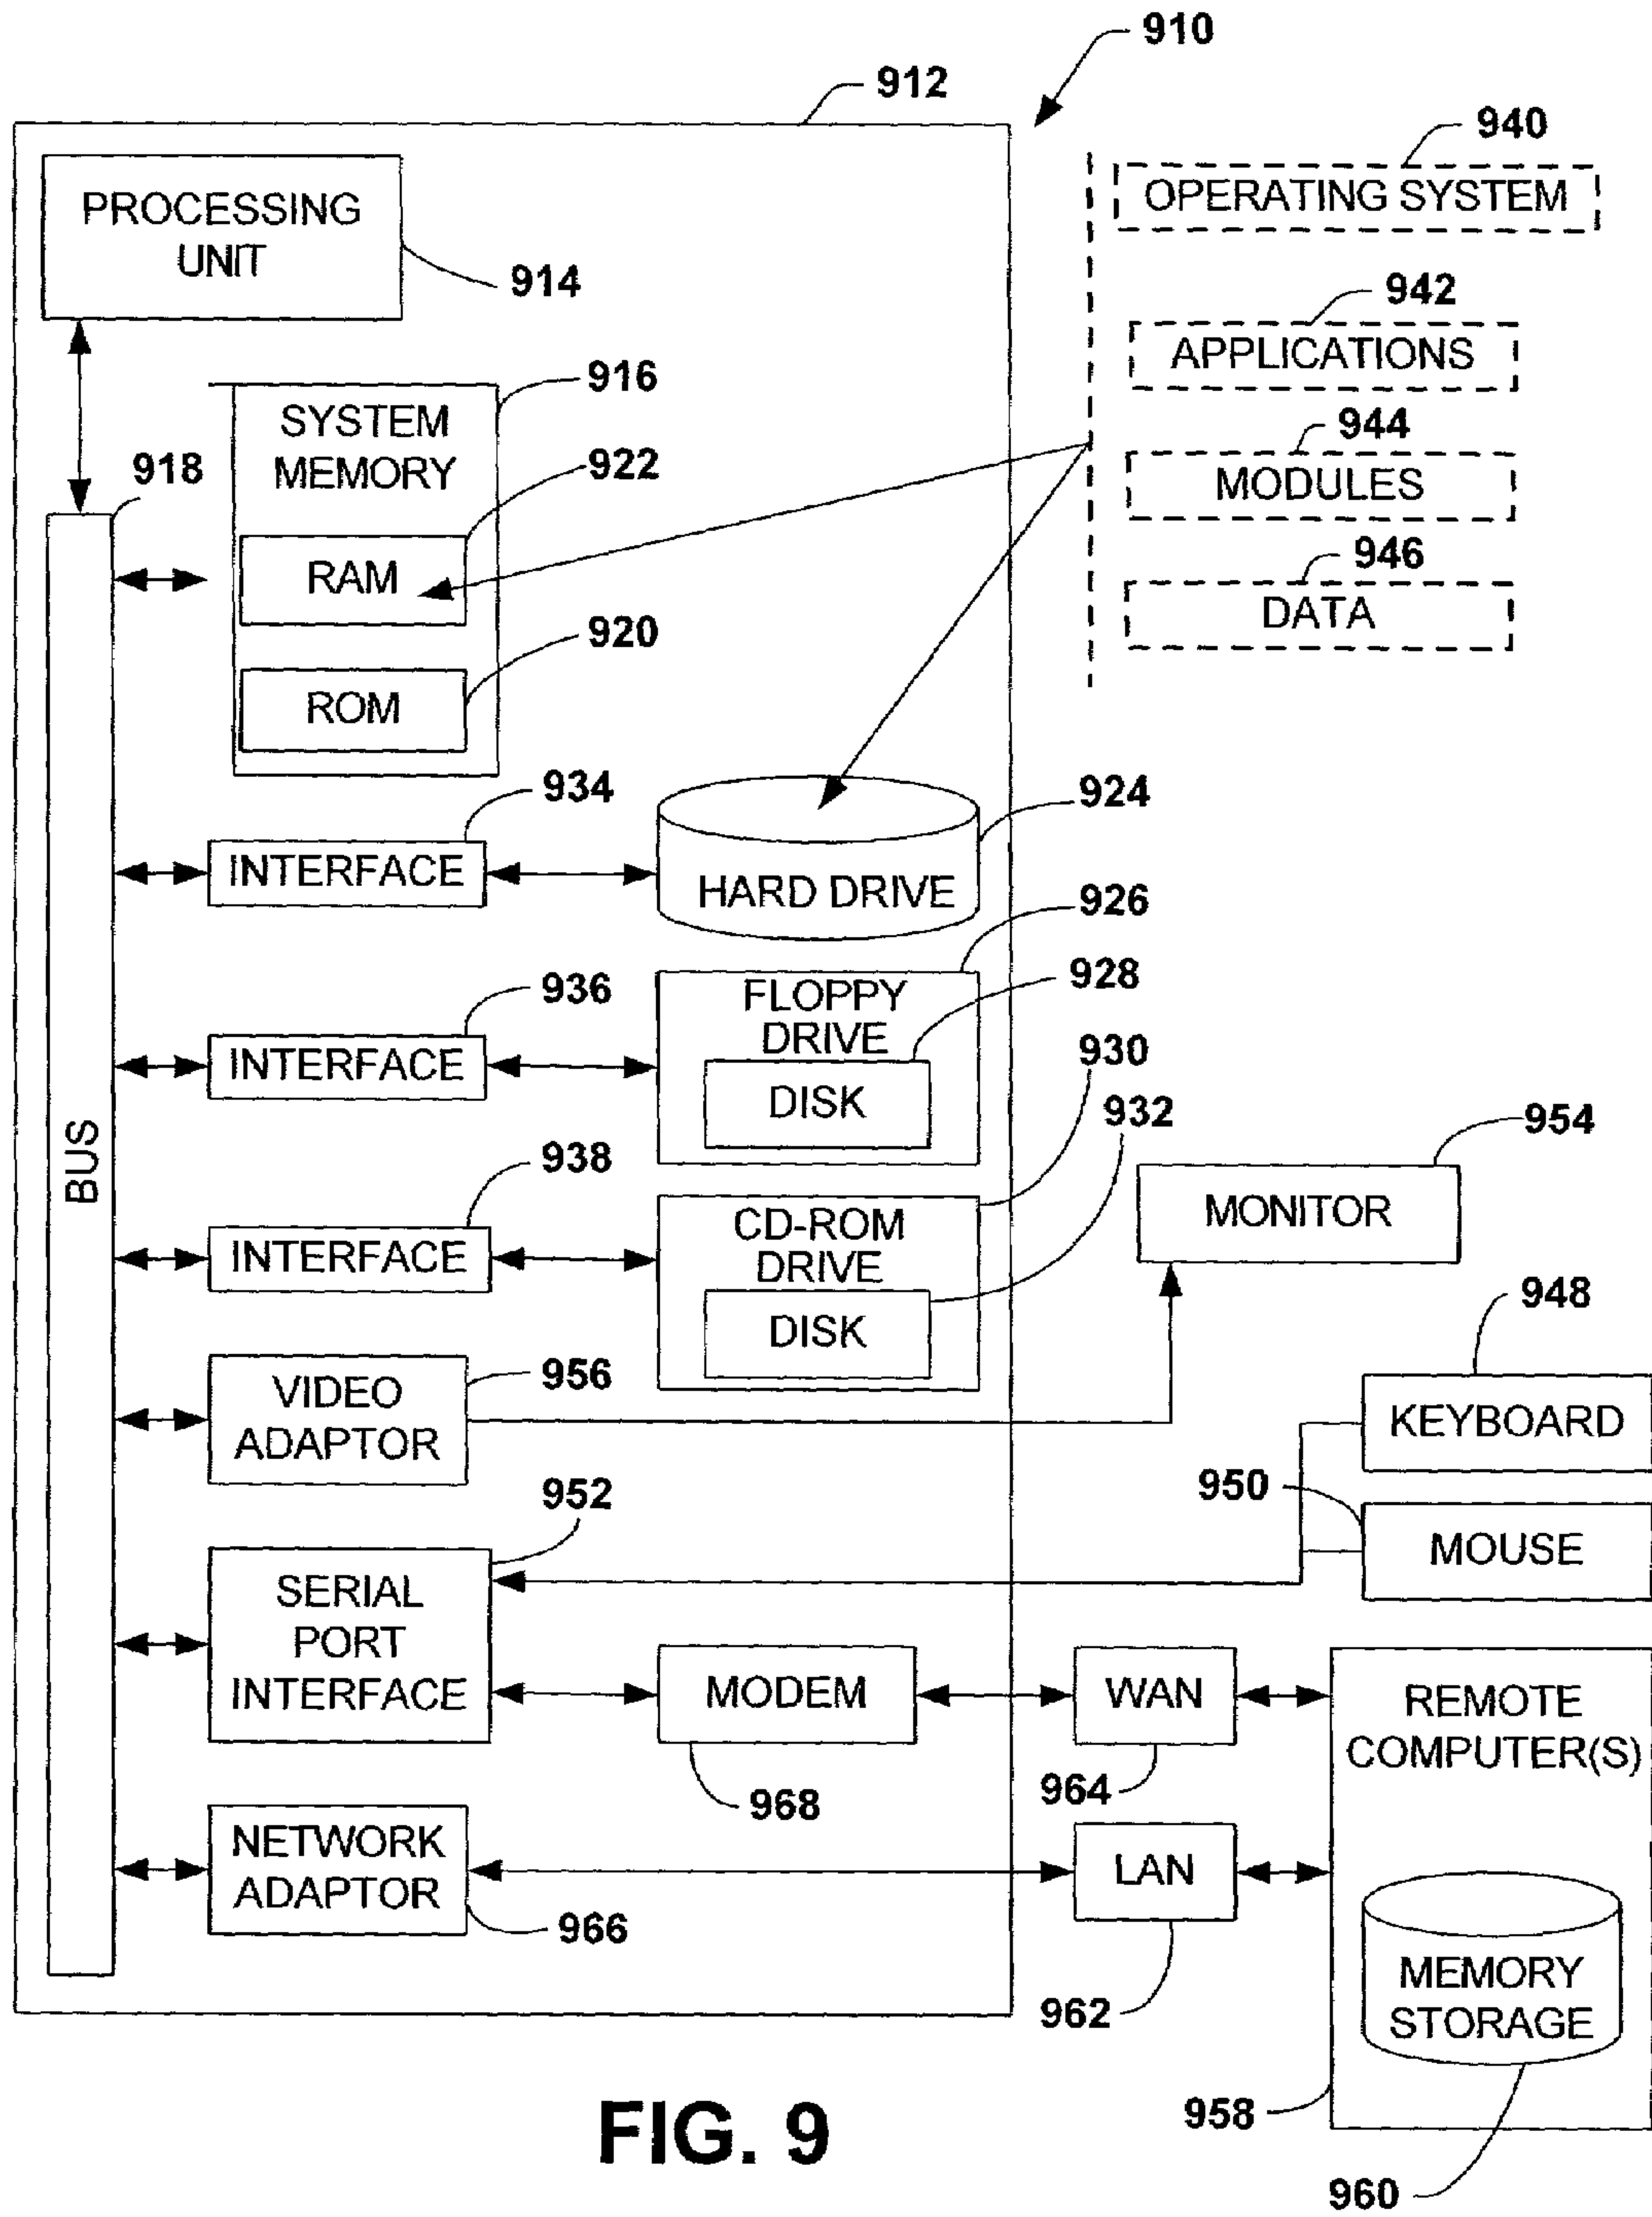 910
912
940
OPERATING SYSTEM
PROCESSING
UNIT
914
942
APPLICATIONS
916
SYSTEM
MEMORY
944
MODULES
918
922
RAM
946
DATA
920
ROM
934
INTERFACE
924
HARD DRIVE
926
936
INTERFACE
FLOPPY
DRIVE
928
DISK
930
932
BUS
938
INTERFACE
CD-ROM
DRIVE
DISK
954
MONITOR
948
KEYBOARD
956
VIDEO
ADAPTOR
950
MOUSE
952
SERIAL
PORT
INTERFACE
MODEM
968
WAN
964
REMOTE
COMPUTER(S)
NETWORK
ADAPTOR
966
LAN
962
MEMORY
STORAGE
958
960
FIG. 9